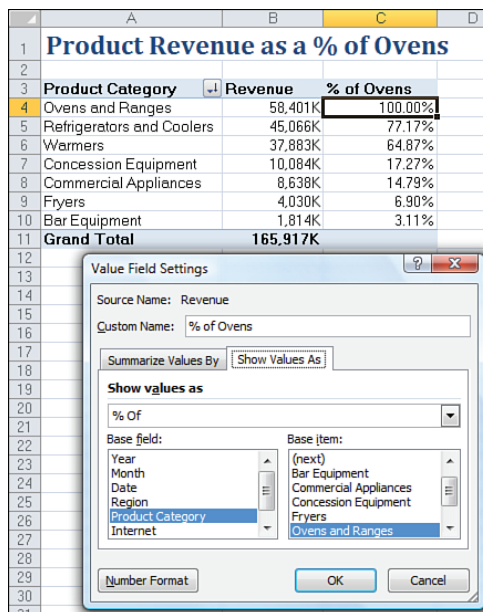 A B C D
1 Product Revenue as a % of Ovens
2
3 Product Category Revenue % of Ovens
4 Ovens and Ranges 58,401K 100.00%
5 Refrigerators and Coolers 45,066K 77.17%
6 Warmers 37,883K 64.87%
7 Concession Equipment 10,084K 17.27%
8 Commercial Appliances 8,638K 14.79%
9 Fryers 4,030K 6.90%
10 Bar Equipment 1,814K 3.11%
11 Grand Total 165,917K
12
13
14
15
16
17
18
19
20
21
22
23
24
25
26
27
28
29
30
Value Field Settings ?
Source Name: Revenue
Custom Name: % of Ovens
Summarize Values By Show Values As
Show values as
% Of
Base field: Base item:
Year (next)
Month Bar Equipment
Date Commercial Appliances
Region Concession Equipment
Product Category Fryers
Internet Ovens and Ranges
Number Format OK Cancel